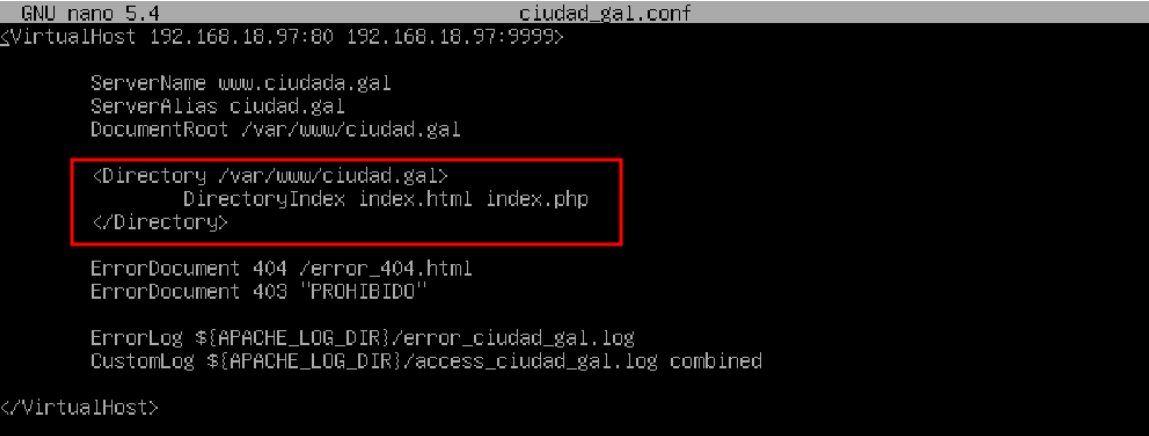 GNU nano 5.4 ciudad_gal.conf
<VirtualHost 192.168.18.97:80 192.168.18.97:9999>
ServerName www.ciudada.gal
ServerAlias ciudad.gal
DocumentRoot /var/www/ciudad.gal
<Directory /var/www/ciudad.gal>
DirectoryIndex index.html index.php
</Directory>
ErrorDocument 404 /error_404.html
ErrorDocument 403 "PROHIBIDO"
ErrorLog ${APACHE_LOG_DIR}/error_ciudad_gal.log
CustomLog ${APACHE_LOG_DIR}/access_ciudad_gal.log combined
</VirtualHost>